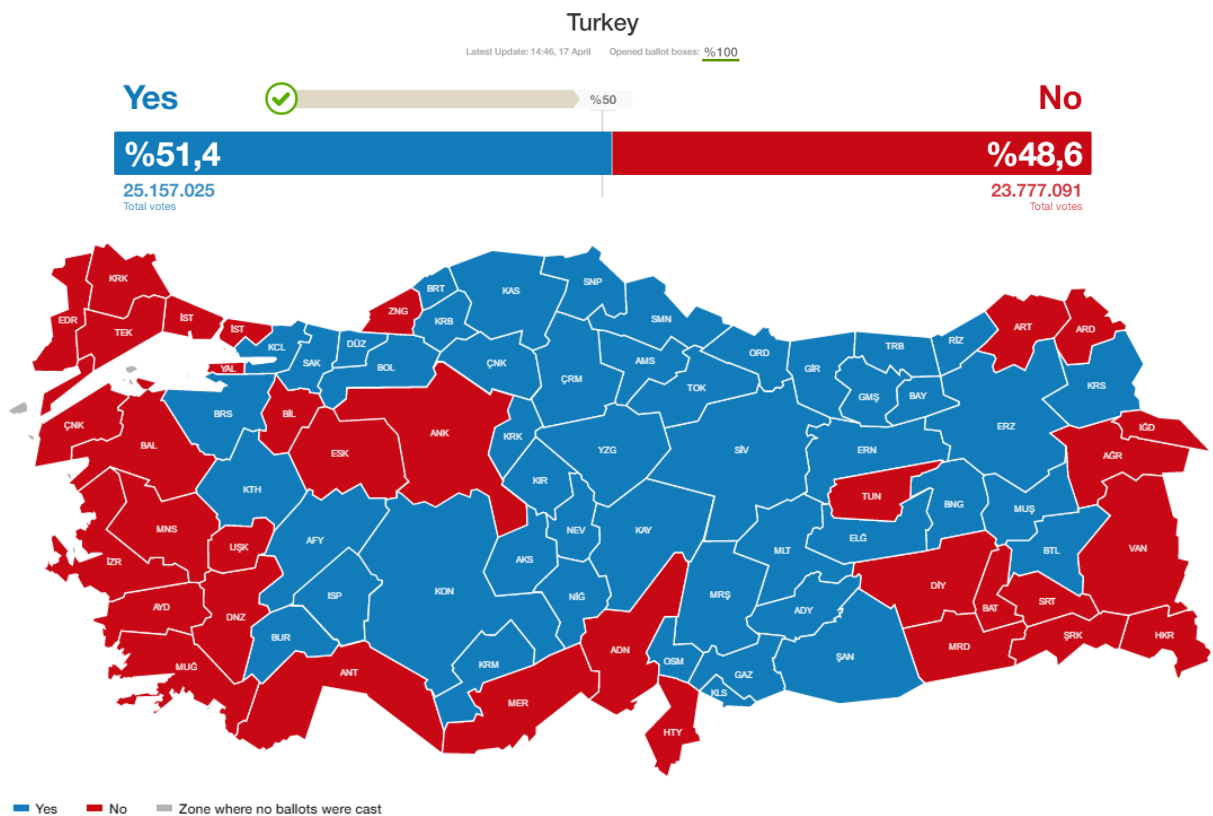 Turkey
Latest Update: 14:46, 17 April Opened ballot boxes: %100
Yes %50 No
%51,4 %48,6
25.157.025 23.777.091
Total votes Total votes
KRK
EDR
TEK
İST
İST
ZNG
BRT
KAS
SNP
KRB
SMN
ART
ARD
KCL
SAK
DÜZ
BOL
YAL
ÇNK
ÇRM
AMS
TOK
ORD
GİR
TRB
RİZ
GMŞ
BAY
KRS
ÇNK
BAL
BRS
BİL
ESK
ANK
KRK
YZG
SİV
ERN
ERZ
IĞD
AĞR
KTH
KIR
TUN
BNG
MUŞ
MNS
UŞK
AFY
NEV
KAY
MLT
ELĞ
BTL
VAN
İZR
AKS
AYD
DNZ
ISP
KON
NİĞ
MRŞ
ADY
DİY
BAT
SRT
BUR
MUĞ
ANT
KRM
ADN
OSM
GAZ
ŞAN
MRD
ŞRK
HKR
KLS
MER
HTY
Yes No Zone where no ballots were cast